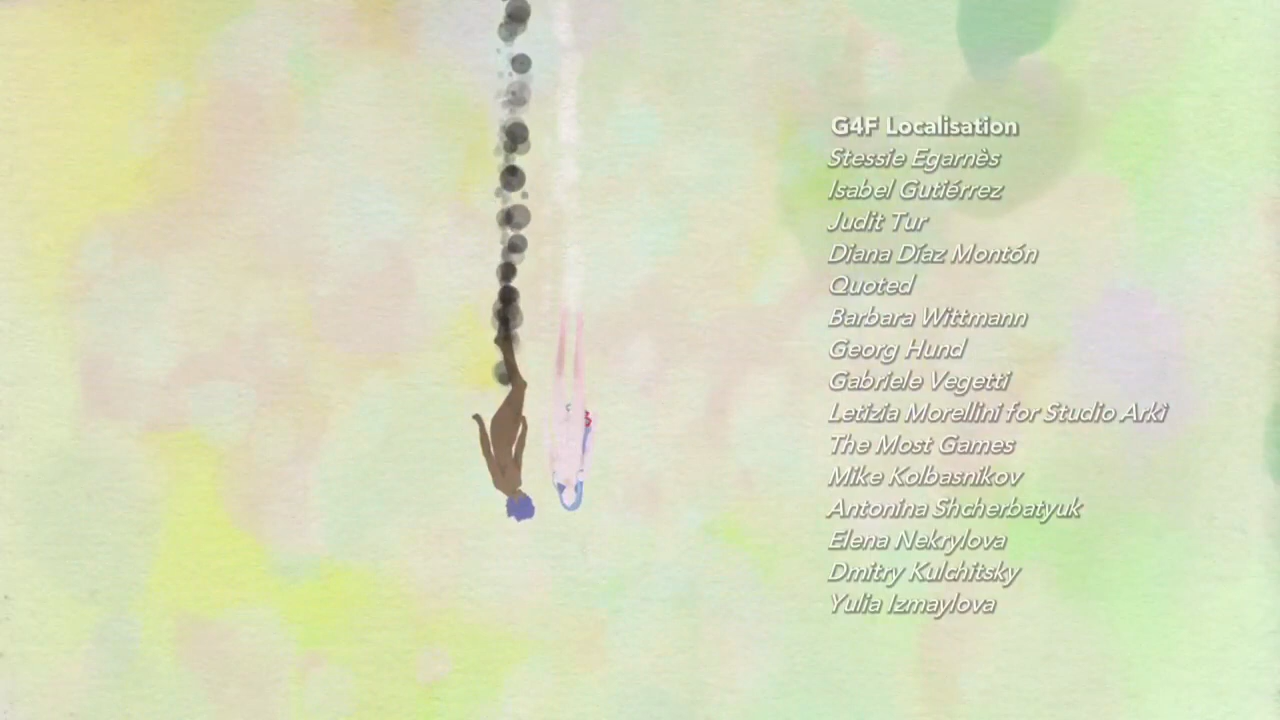 G4F Localisation
Stessie Egarnès
Isabel Gutiérrez
Judit Tur
Diana Díaz Montón
Quoted
Barbara Wittmann
Georg Hund
Gabriele Vegetti
Letizia Morellini for Studio Arkì
The Most Games
Mike Kolbasnikov
Antonina Shcherbatyuk
Elena Nekrylova
Dmitry Kulchitsky
Yulia Izmaylova